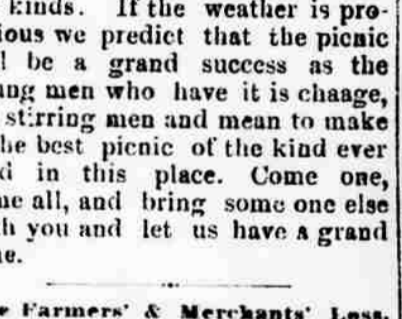 kinds. If the weather is pro-
ious we predict that the picnic
l be a grand success as the
ung men who have it is chaage,
stirring men and mean to make
he best picnic of the kind ever
d in this place. Come one,
me all, and bring some one else
h you and let us have a grand
e.
Farmers' & Merchants' Loss.